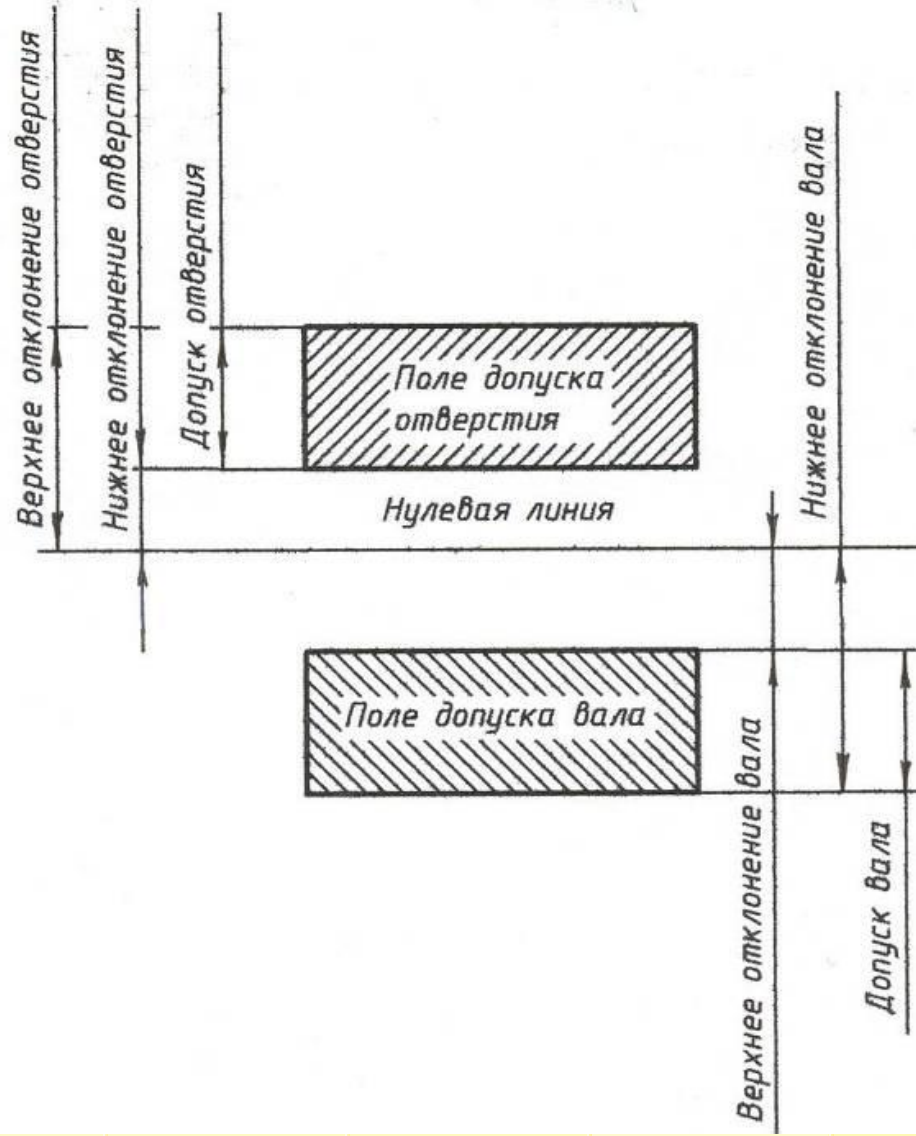 Верхнее отклонение отверстия
Нижнее отклонение отверстия
Допуск отверстия
Поле допуска
отверстия
Нулевая линия
Поле допуска вала
Верхнее отклонение вала
Нижнее отклонение вала
Допуск вала